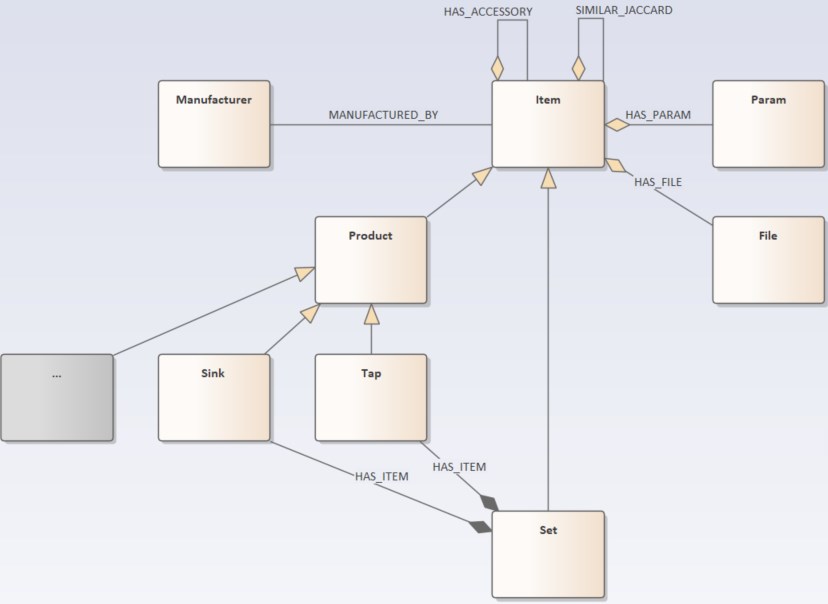 HAS_ACCESSORY
SIMILAR_JACCARD
Manufacturer
MANUFACTURED_BY
Item
HAS_PARAM
Param
HAS_FILE
Product
File
...
Sink
Tap
HAS_ITEM
HAS_ITEM
Set